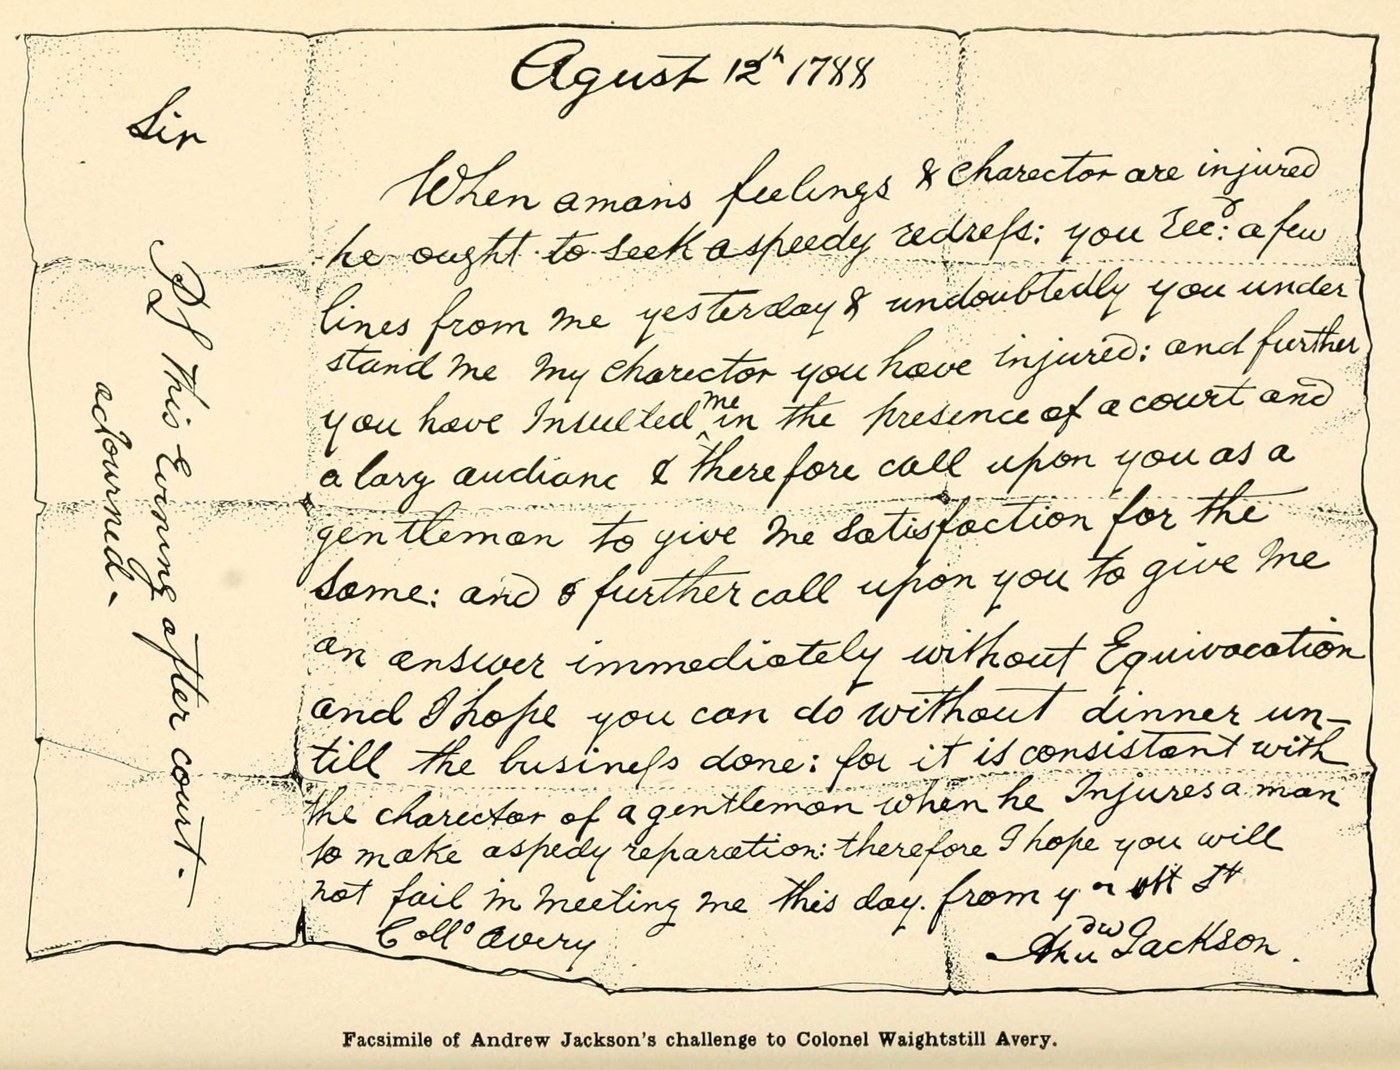 Agust 12th 1788
Sir
When amans feelings & charector are injured
he ought to seek a speedy redress: you recd: a few
lines from me yesterday & undoubtedly you under
stand me My charector you have injured: and further
you have Insulted me in the presence of a court and
a larg audianc & therefore call upon you as a
gentleman to give me satisfaction for the
Same: and I further call upon you to give Me
an answer immediately without Equivocation
and I hope you can do without dinner un-
till the business done: for it is consistant with
the charector of a gentleman when he Injures a man
to make aspedy reparation: therefore I hope you will
not fail in meeting me this day. from yr obt st
Andw Jackson.
Collo Avery
PS This Evening after court.
adourned.
Facsimile of Andrew Jackson's challenge to Colonel Waightstill Avery.